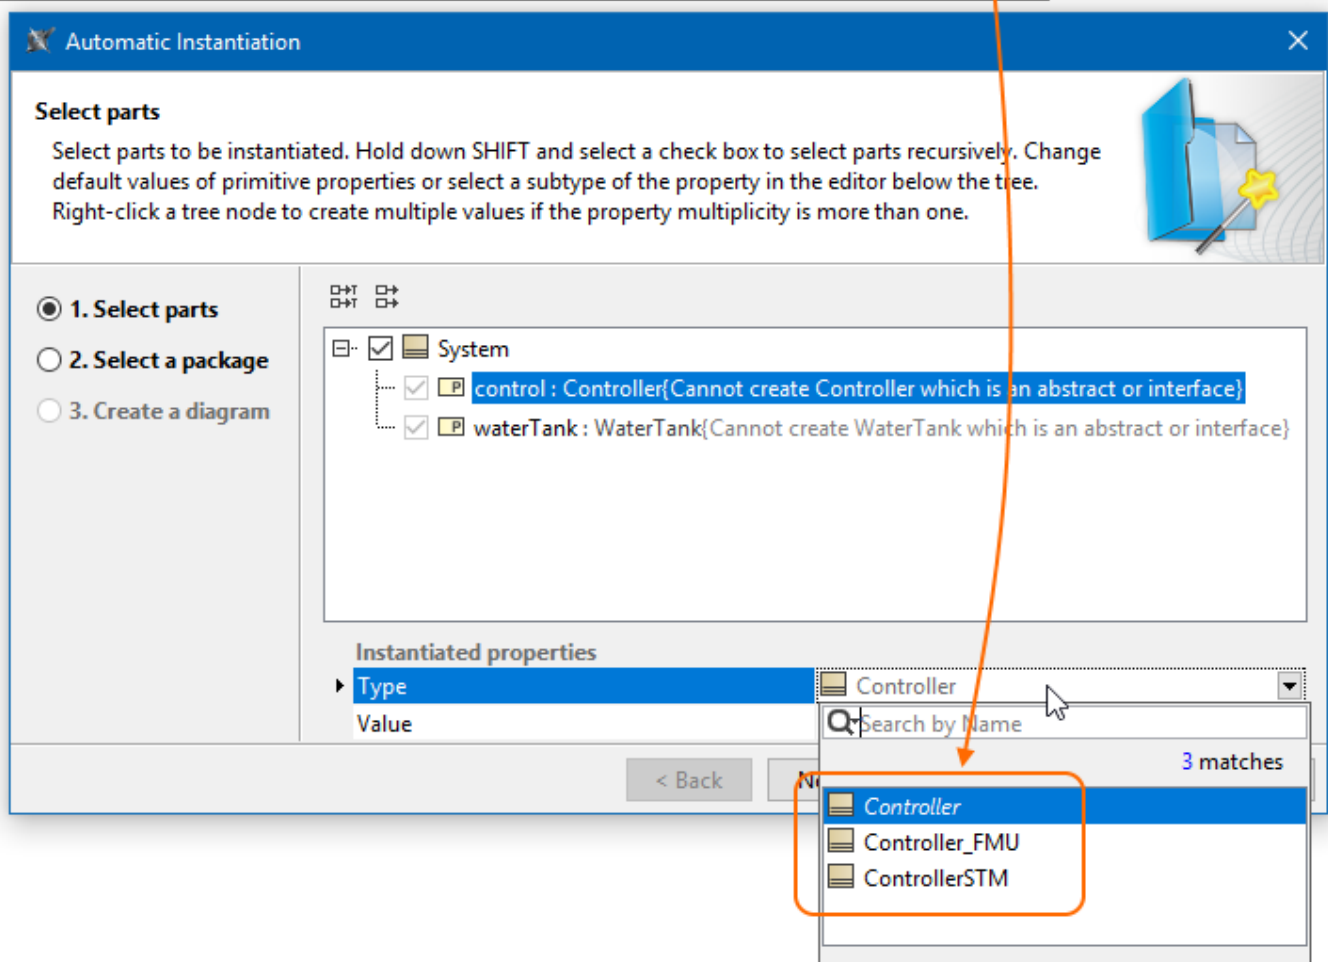 Automatic Instantiation
Select parts
Select parts to be instantiated. Hold down SHIFT and select a check box to select parts recursively. Change
default values of primitive properties or select a subtype of the property in the editor below the tree.
Right-click a tree node to create multiple values if the property multiplicity is more than one.
1. Select parts
2. Select a package
3. Create a diagram
System
P control : Controller{Cannot create Controller which is an abstract or interface}
P waterTank : WaterTank{Cannot create WaterTank which is an abstract or interface}
Instantiated properties
Type
Controller
Value
Search by Name
3 matches
< Back
Controller
Controller_FMU
ControllerSTM